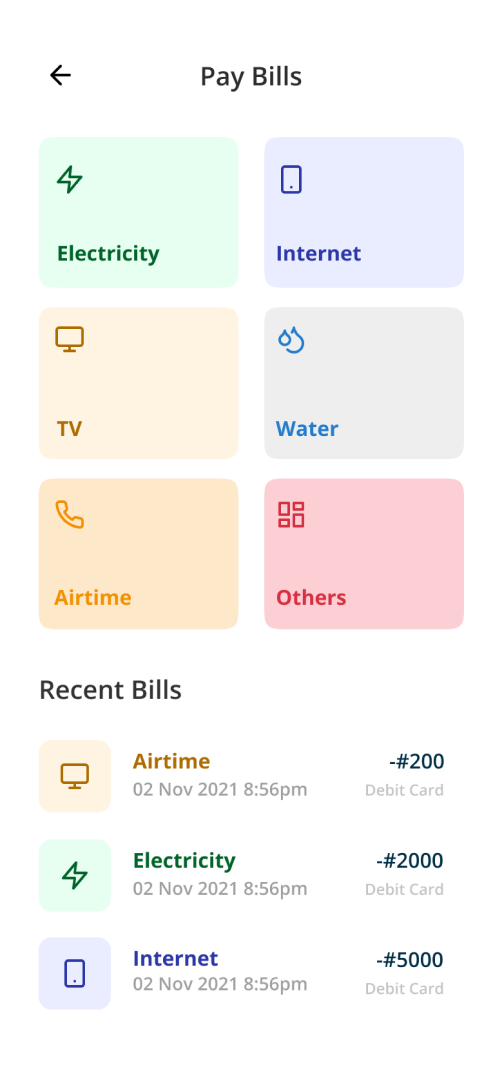 Pay Bills
Electricity
Internet
TV
Water
Airtime
Others
Recent Bills
Airtime
-#200
02 Nov 2021 8:56pm
Debit Card
Electricity
-#2000
02 Nov 2021 8:56pm
Debit Card
Internet
-#5000
02 Nov 2021 8:56pm
Debit Card